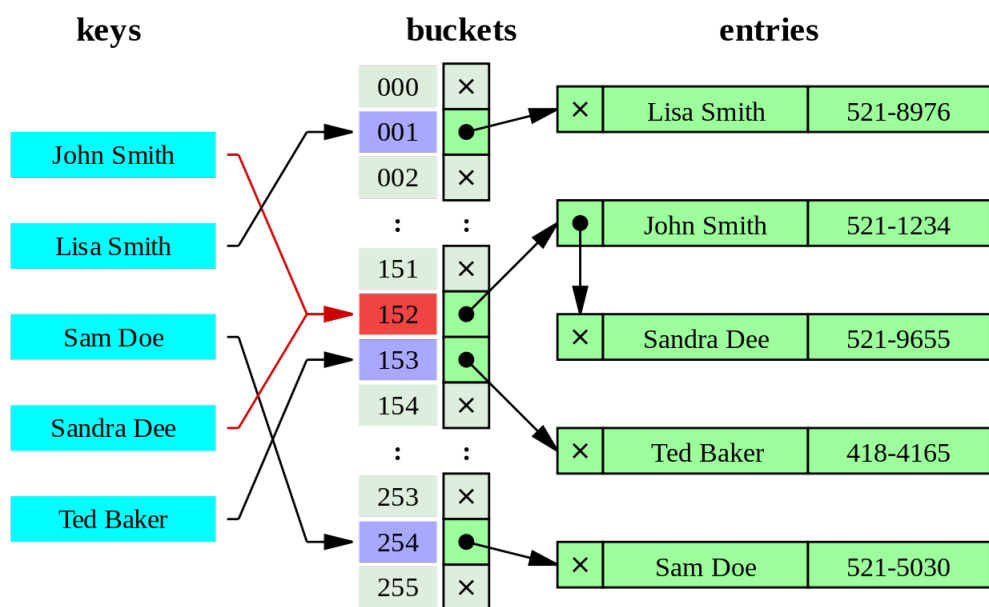 keys
buckets
entries
John Smith
Lisa Smith
Sam Doe
Sandra Dee
Ted Baker
000 ×
001
002 ×
: :
151 ×
152
153
154 ×
: :
253 ×
254
255 ×
× Lisa Smith 521-8976
John Smith 521-1234
× Sandra Dee 521-9655
× Ted Baker 418-4165
× Sam Doe 521-5030